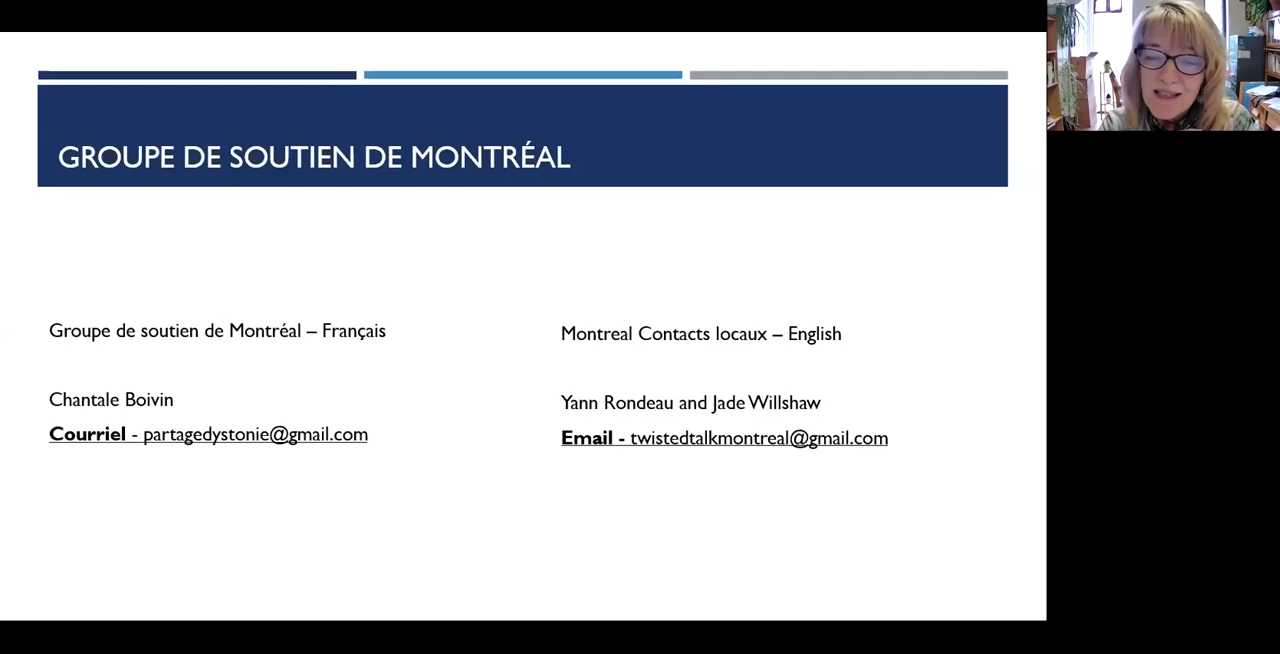 GROUPE DE SOUTIEN DE MONTRÉAL
Groupe de soutien de Montréal – Français
Chantale Boivin
Courriel - partagedystonie@gmail.com
Montreal Contacts locaux – English
Yann Rondeau and Jade Willshaw
Email - twistedtalkmontreal@gmail.com